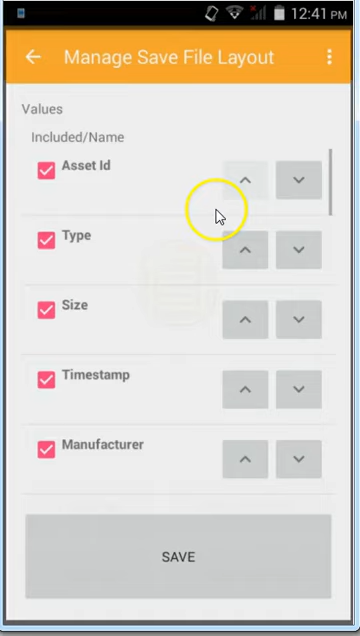 12:41 PM
Manage Save File Layout
Values
Included/Name
Asset Id
Type
Size
Timestamp
Manufacturer
SAVE